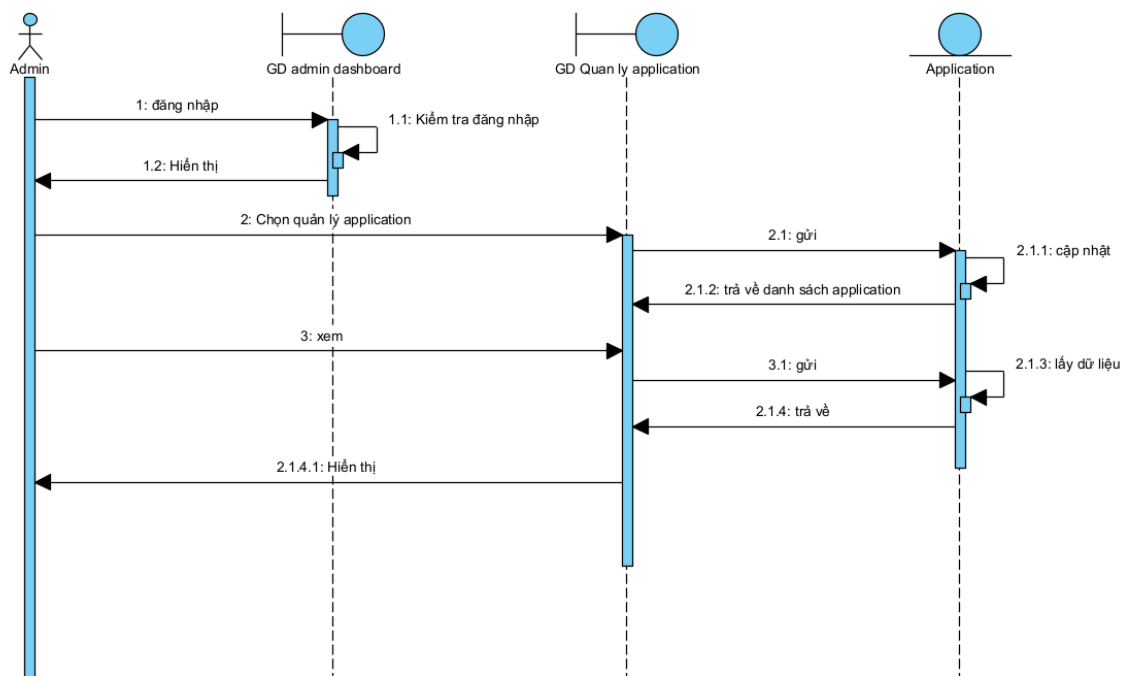 Admin
GD admin dashboard
GD Quan ly application
Application
1: đăng nhập
1.1: Kiểm tra đăng nhập
1.2: Hiển thị
2: Chọn quản lý application
2.1: gửi
2.1.1: cập nhật
2.1.2: trả về danh sách application
3: xem
3.1: gửi
2.1.3: lấy dữ liệu
2.1.4: trả về
2.1.4.1: Hiển thị